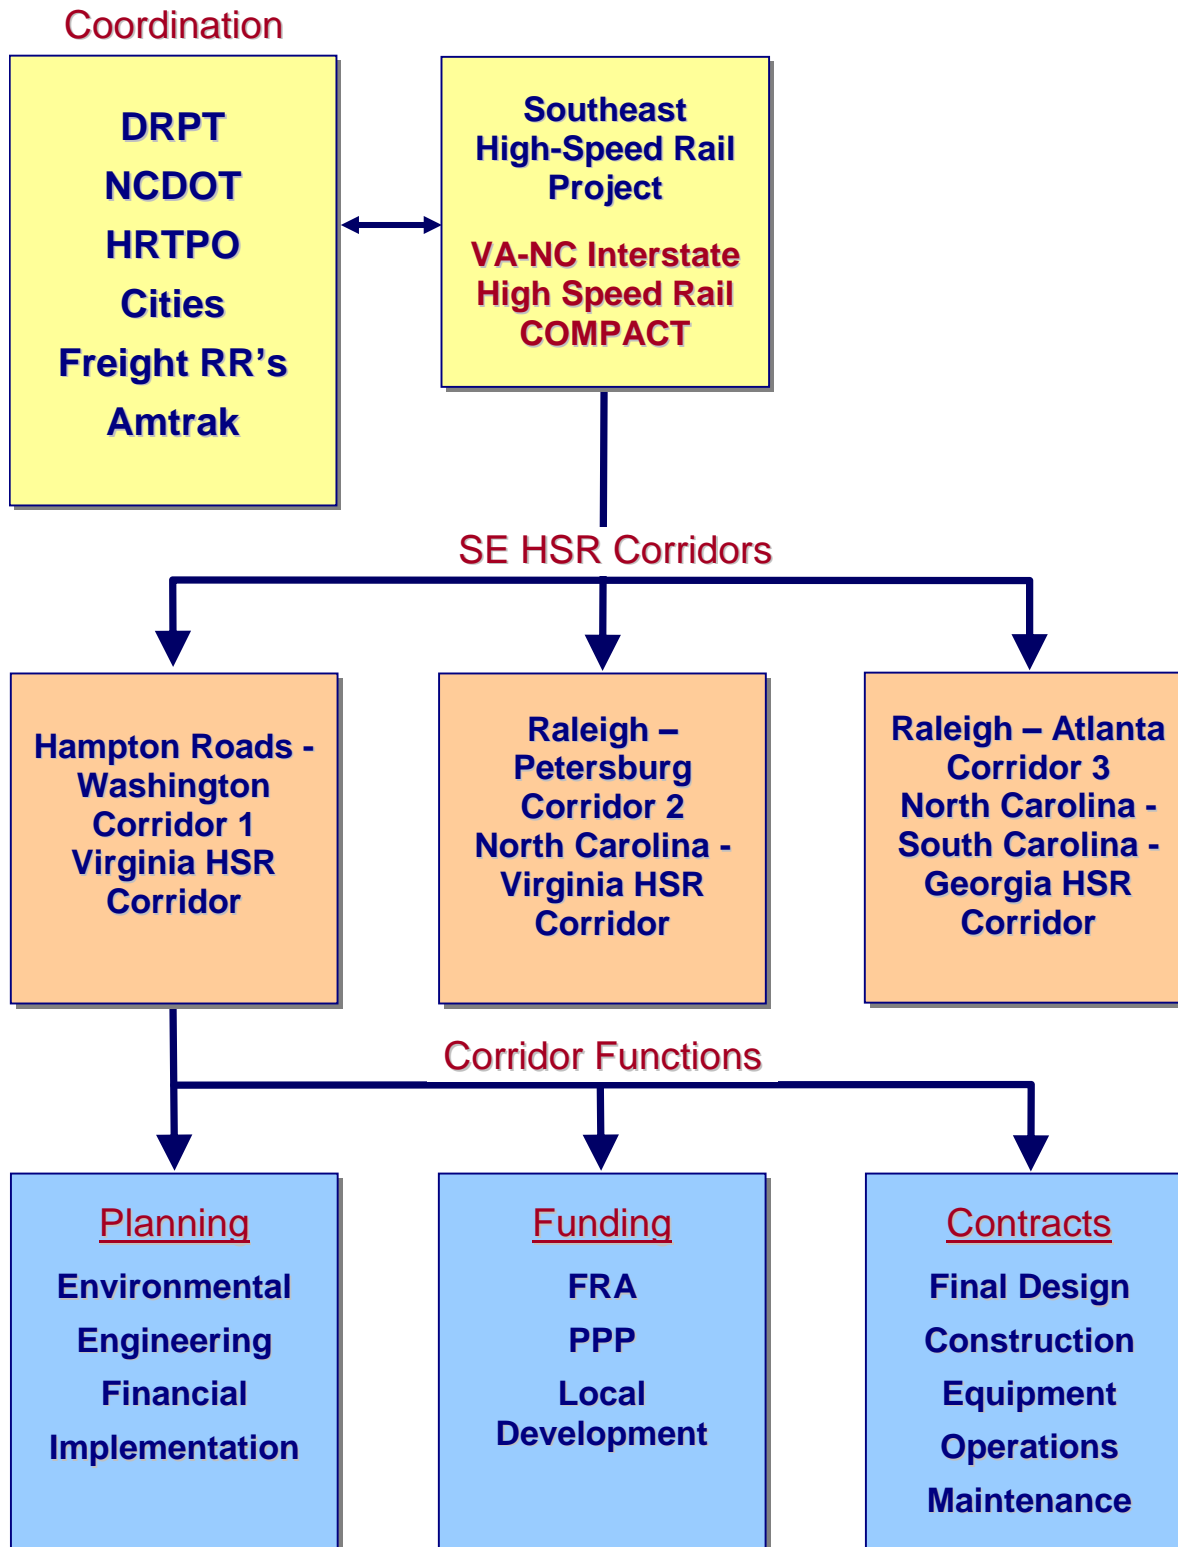 Coordination
DRPT
NCDOT
HRTPO
Cities
Freight RR’s
Amtrak
Southeast
High-Speed Rail
Project
VA-NC Interstate
High Speed Rail
COMPACT
SE HSR Corridors
Hampton Roads -
Washington
Corridor 1
Virginia HSR
Corridor
Raleigh –
Petersburg
Corridor 2
North Carolina -
Virginia HSR
Corridor
Raleigh – Atlanta
Corridor 3
North Carolina -
South Carolina -
Georgia HSR
Corridor
Corridor Functions
Planning
Environmental
Engineering
Financial
Implementation
Funding
FRA
PPP
Local
Development
Contracts
Final Design
Construction
Equipment
Operations
Maintenance